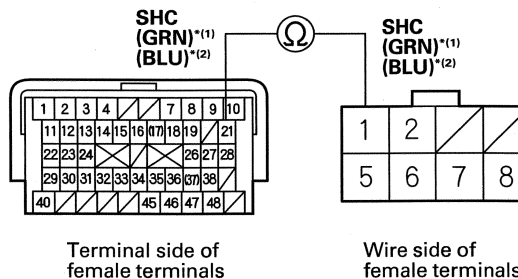 SHC
(GRN)*(1)
(BLU)*(2)
Ω
SHC
(GRN)*(1)
(BLU)*(2)
1 2 3 4 7 8 9 10
11 12 13 14 15 16 (17) 18 19 21
22 23 24 26 27 28
29 30 31 32 33 34 35 36 (37) 38
40 45 46 47 48
1 2
5 6 7 8
Terminal side of
female terminals
Wire side of
female terminals